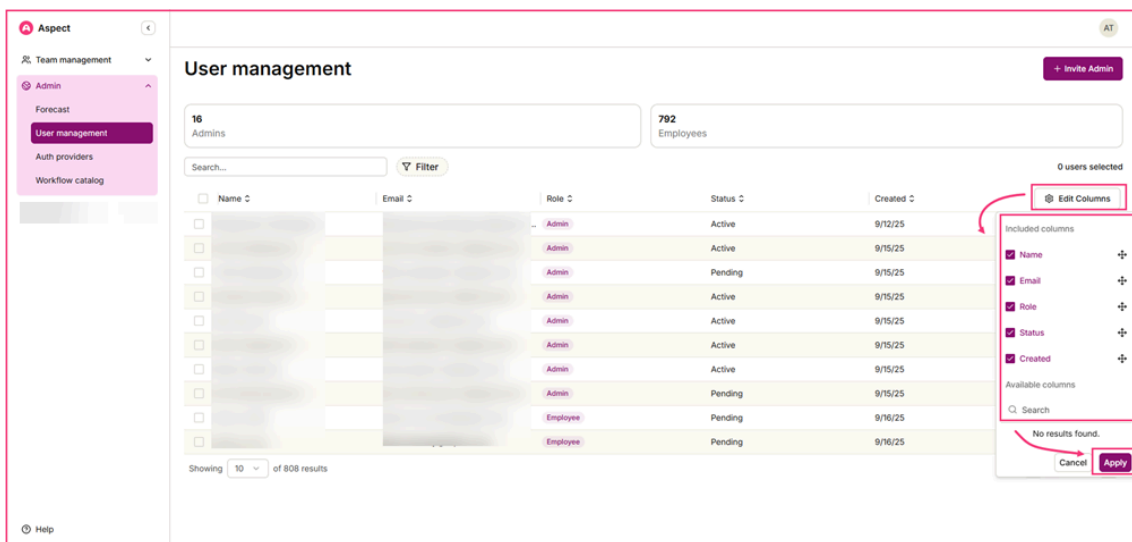 Aspect
AT
Team management
User management
+ Invite Admin
Admin
Forecast
User management
Auth providers
Workflow catalog
16
Admins
792
Employees
Search...
Filter
0 users selected
Name
Email
Role
Status
Created
Edit Columns
Admin Active 9/12/25
Admin Active 9/15/25
Admin Pending 9/15/25
Admin Active 9/15/25
Admin Active 9/15/25
Admin Active 9/15/25
Admin Active 9/15/25
Admin Pending 9/15/25
Employee Pending 9/16/25
Employee Pending 9/16/25
Included columns
Name
Email
Role
Status
Created
Available columns
Search
No results found.
Cancel
Apply
Showing 10 of 808 results
Help